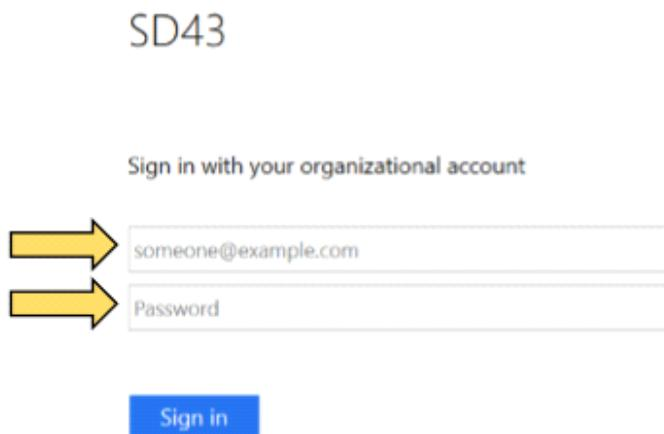 SD43
Sign in with your organizational account
someone@example.com
Password
Sign in